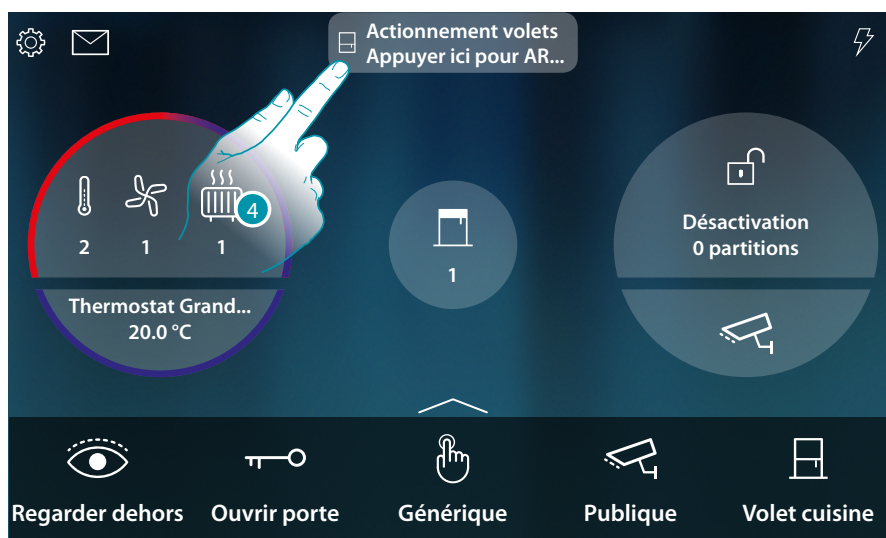 Actionnement volets
Appuyer ici pour AR...
4
2 1 1
Thermostat Grand...
20.0 °C
1
Désactivation
0 partitions
Regarder dehors
Ouvrir porte
Générique
Publique
Volet cuisine